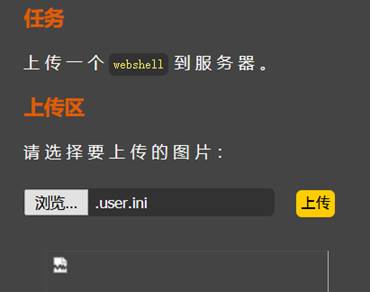 任务
上传一个 webshell 到服务器。
上传区
请选择要上传的图片：
浏览... .user.ini 上传